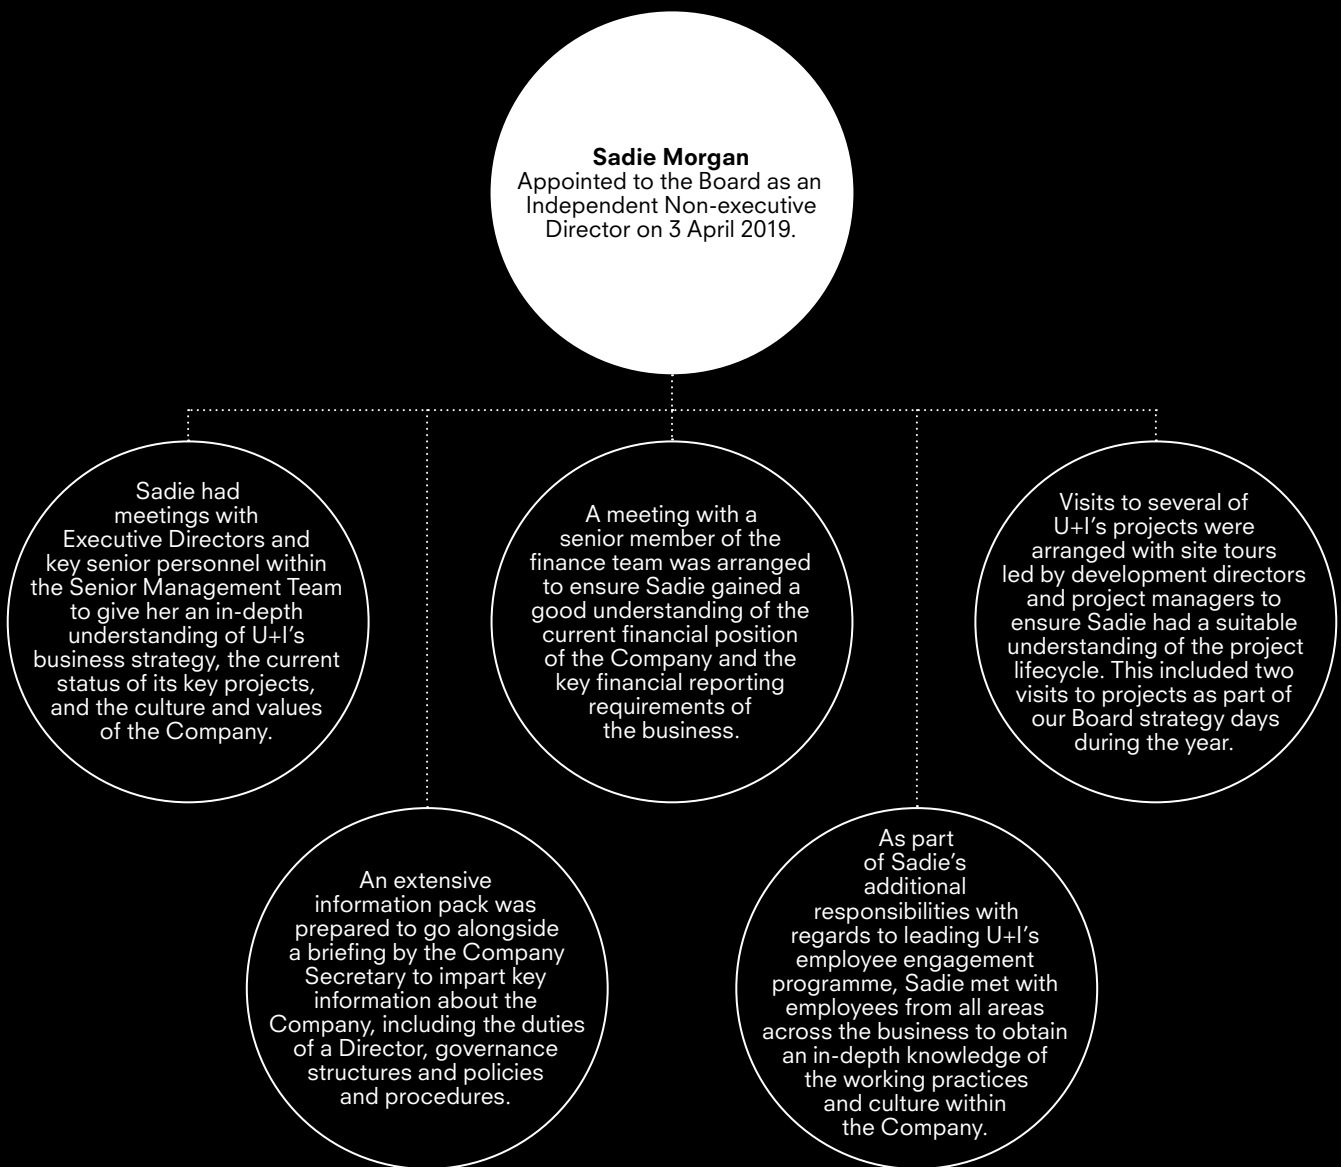 Sadie Morgan
Appointed to the Board as an
Independent Non-executive
Director on 3 April 2019.
Sadie had
meetings with
Executive Directors and
key senior personnel within
the Senior Management Team
to give her an in-depth
understanding of U+I’s
business strategy, the current
status of its key projects,
and the culture and values
of the Company.
A meeting with a
senior member of the
finance team was arranged
to ensure Sadie gained a
good understanding of the
current financial position
of the Company and the
key financial reporting
requirements of
the business.
Visits to several of
U+I’s projects were
arranged with site tours
led by development directors
and project managers to
ensure Sadie had a suitable
understanding of the project
lifecycle. This included two
visits to projects as part of
our Board strategy days
during the year.
An extensive
information pack was
prepared to go alongside
a briefing by the Company
Secretary to impart key
information about the
Company, including the duties
of a Director, governance
structures and policies
and procedures.
As part
of Sadie’s
additional
responsibilities with
regards to leading U+I’s
employee engagement
programme, Sadie met with
employees from all areas
across the business to obtain
an in-depth knowledge of
the working practices
and culture within
the Company.